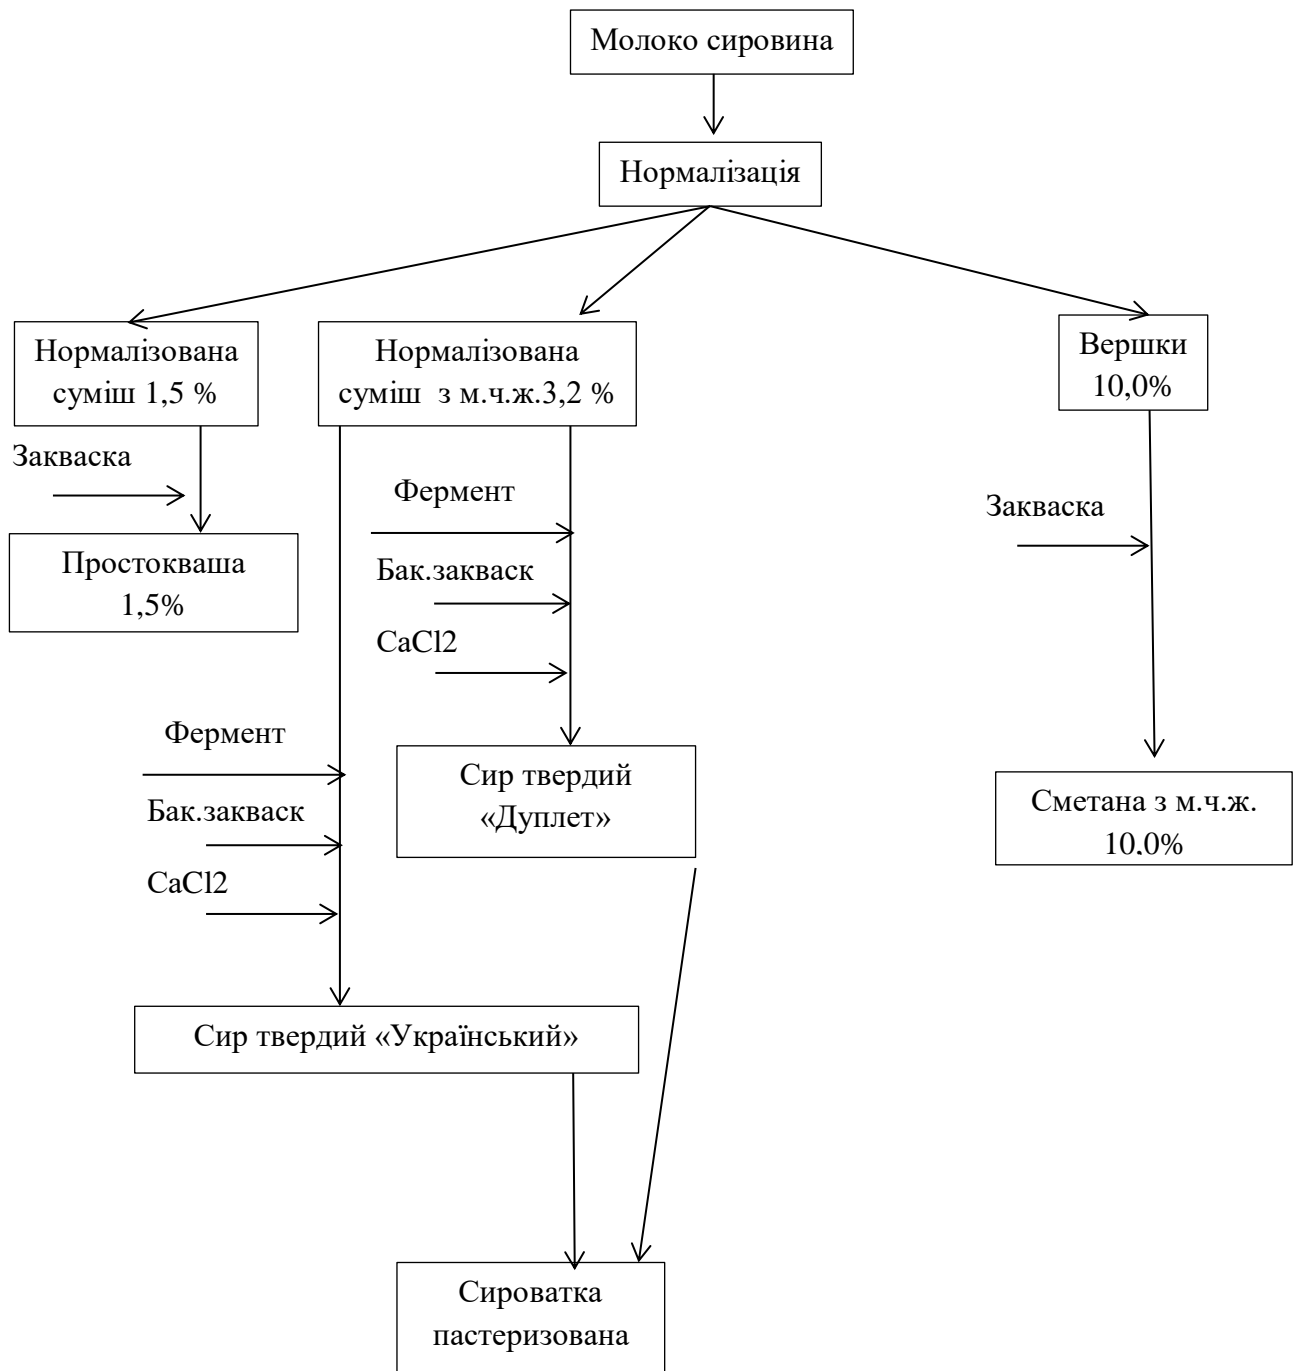 Молоко сировина
Нормалізація
Нормалізована
суміш 1,5 %
Нормалізована
суміш з м.ч.ж.3,2 %
Вершки
10,0%
Закваска
Фермент
Закваска
Простокваша
1,5%
Бак.закваск
CaCl2
Фермент
Сир твердий
«Дуплет»
Сметана з м.ч.ж.
10,0%
Бак.закваск
CaCl2
Сир твердий «Український»
Сироватка
пастеризована